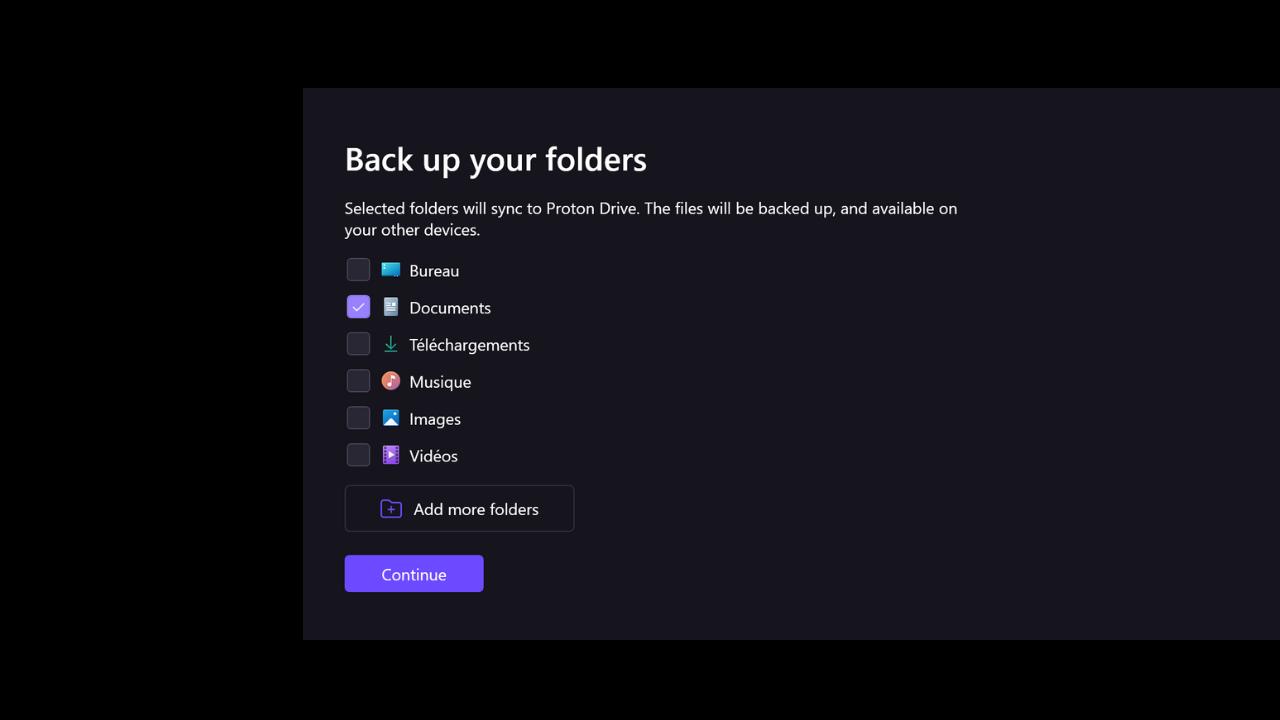 Back up your folders
Selected folders will sync to Proton Drive. The files will be backed up, and available on
your other devices.
Bureau
Documents
Téléchargements
Musique
Images
Vidéos
Add more folders
Continue